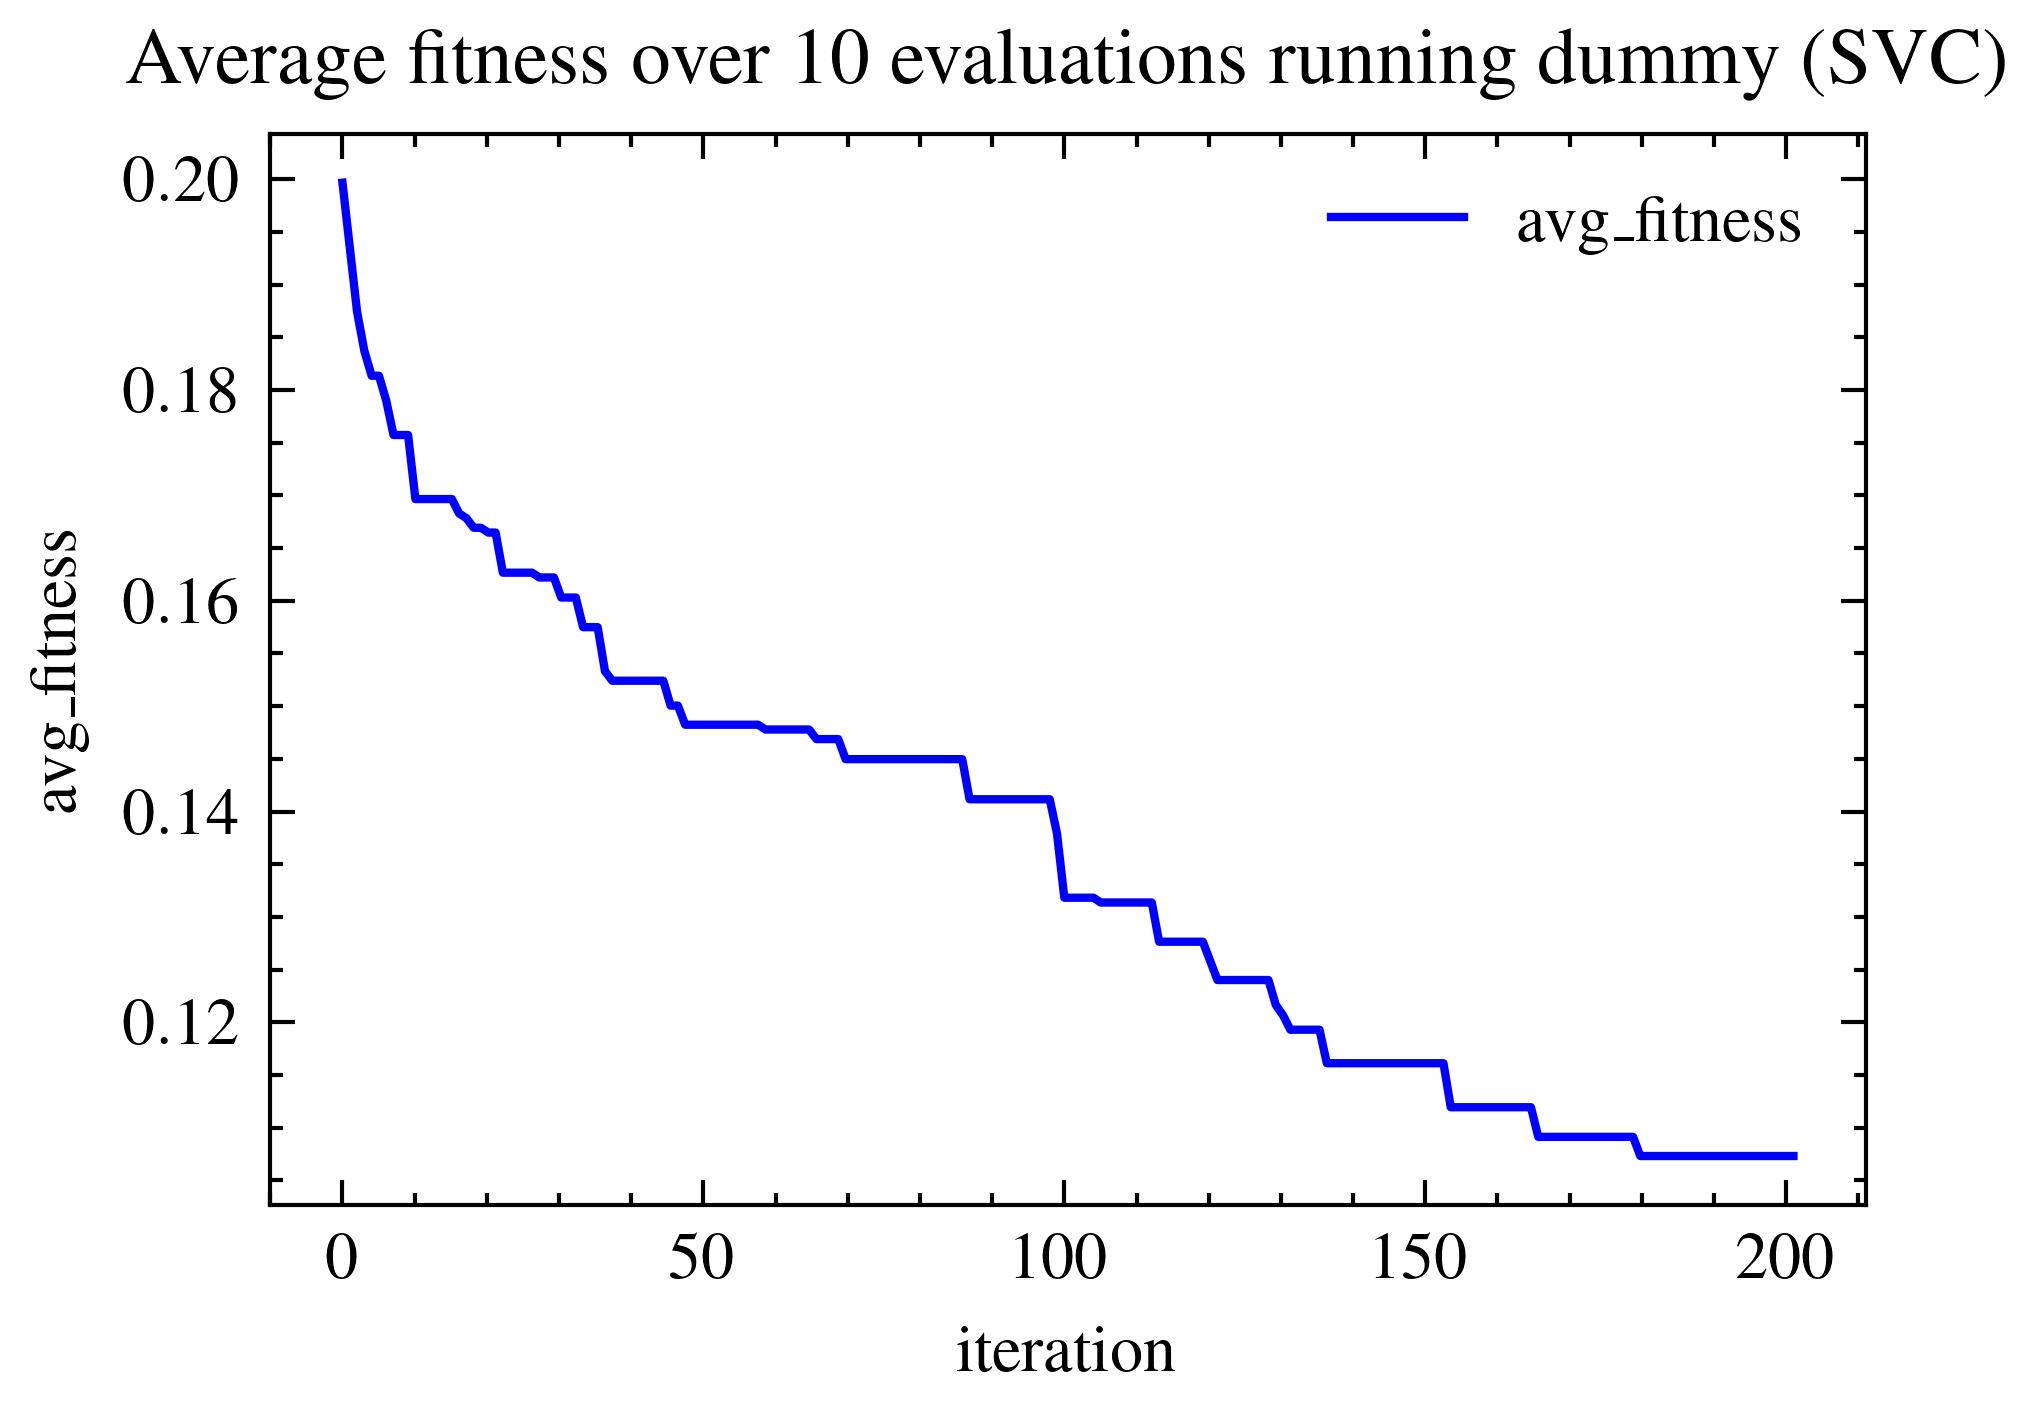 Average fitness over 10 evaluations running dummy (SVC)
avg_fitness
0.20
0.18
0.16
0.14
0.12
avg_fitness
0 50 100 150 200
iteration